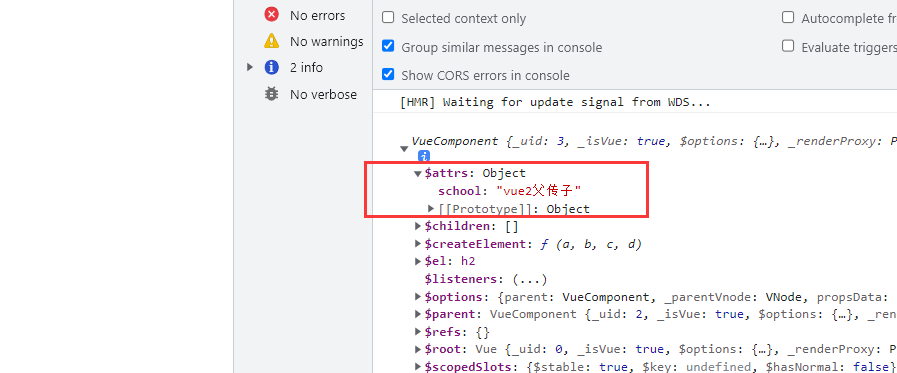 No errors
Selected context only
Autocomplete fr
No warnings
Group similar messages in console
Evaluate triggers
2 info
Show CORS errors in console
No verbose
[HMR] Waiting for update signal from WDS...
VueComponent {_uid: 3, _isVue: true, $options: {…}, _renderProxy: P
i
$attrs: Object
school: "vue2父传子"
[[Prototype]]: Object
$children: []
$createElement: ƒ (a, b, c, d)
$el: h2
$listeners: (...)
$options: {parent: VueComponent, _parentVnode: VNode, propsData:
$parent: VueComponent {_uid: 2, _isVue: true, $options: {…}, _ren
$refs: {}
$root: Vue {_uid: 0, _isVue: true, $options: {…}, _renderProxy: P
$scopedSlots: {$stable: true, $key: undefined, $hasNormal: false}